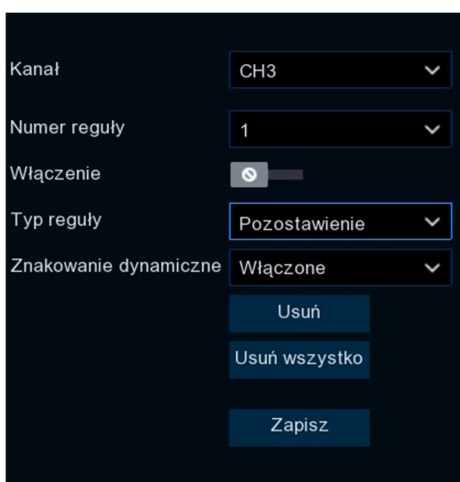 Kanał CH3
Numer reguły 1
Włączenie
Typ reguły Pozostawienie
Znakowanie dynamiczne Włączone
Usuń
Usuń wszystko
Zapisz